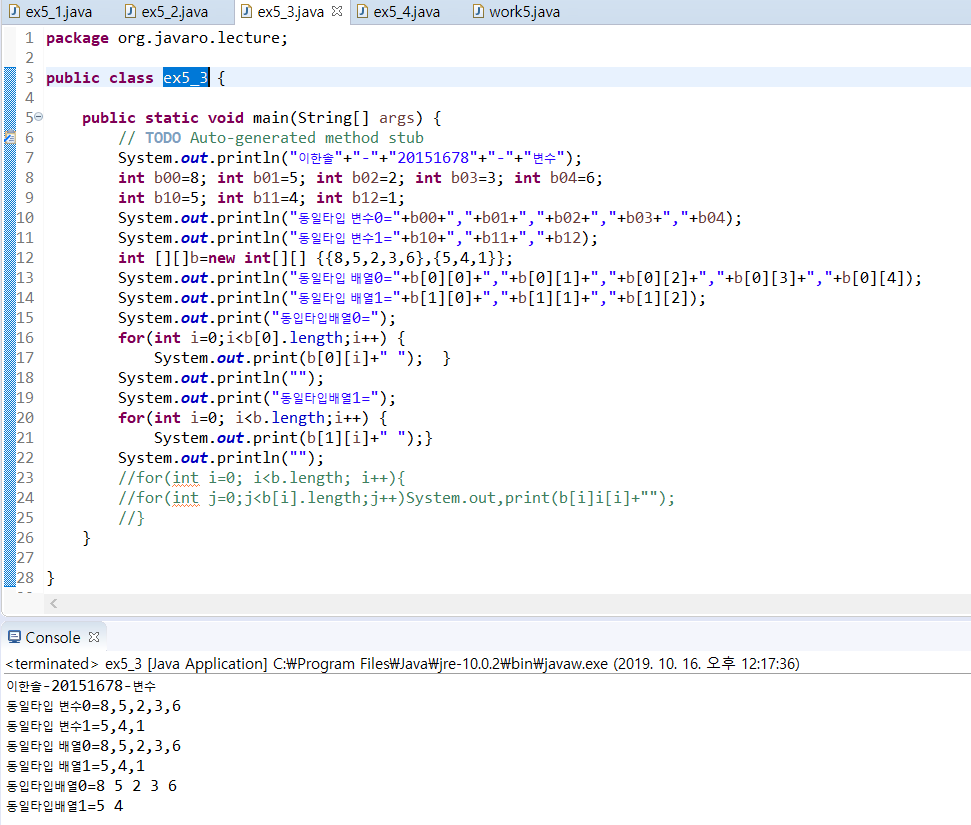 ex5_1.java ex5_2.java ex5_3.java ex5_4.java work5.java
1 package org.javaro.lecture;
2
3 public class ex5_3 {
4
5 public static void main(String[] args) {
6 // TODO Auto-generated method stub
7 System.out.println("이한솔"+"-"+"20151678"+"-"+"변수");
8 int b00=8; int b01=5; int b02=2; int b03=3; int b04=6;
9 int b10=5; int b11=4; int b12=1;
10 System.out.println("동일타입 변수0="+b00+","+b01+","+b02+","+b03+","+b04);
11 System.out.println("동일타입 변수1="+b10+","+b11+","+b12);
12 int [][]b=new int[][] {{8,5,2,3,6},{5,4,1}};
13 System.out.println("동일타입 배열0="+b[0][0]+","+b[0][1]+","+b[0][2]+","+b[0][3]+","+b[0][4]);
14 System.out.println("동일타입 배열1="+b[1][0]+","+b[1][1]+","+b[1][2]);
15 System.out.print("동입타입배열0=");
16 for(int i=0;i<b[0].length;i++) {
17 System.out.print(b[0][i]+" ");  }
18 System.out.println("");
19 System.out.print("동일타입배열1=");
20 for(int i=0; i<b.length;i++) {
21 System.out.print(b[1][i]+" ");}
22 System.out.println("");
23 //for(int i=0; i<b.length; i++){
24 //for(int j=0;j<b[i].length;j++)System.out,print(b[i]i[i]+"");
25 //}
26 }
27
28 }
Console
<terminated> ex5_3 [Java Application] C:₩Program Files₩Java₩jre-10.0.2₩bin₩javaw.exe (2019. 10. 16. 오후 12:17:36)
이한솔-20151678-변수
동일타입 변수0=8,5,2,3,6
동일타입 변수1=5,4,1
동일타입 배열0=8,5,2,3,6
동일타입 배열1=5,4,1
동입타입배열0=8 5 2 3 6
동일타입배열1=5 4